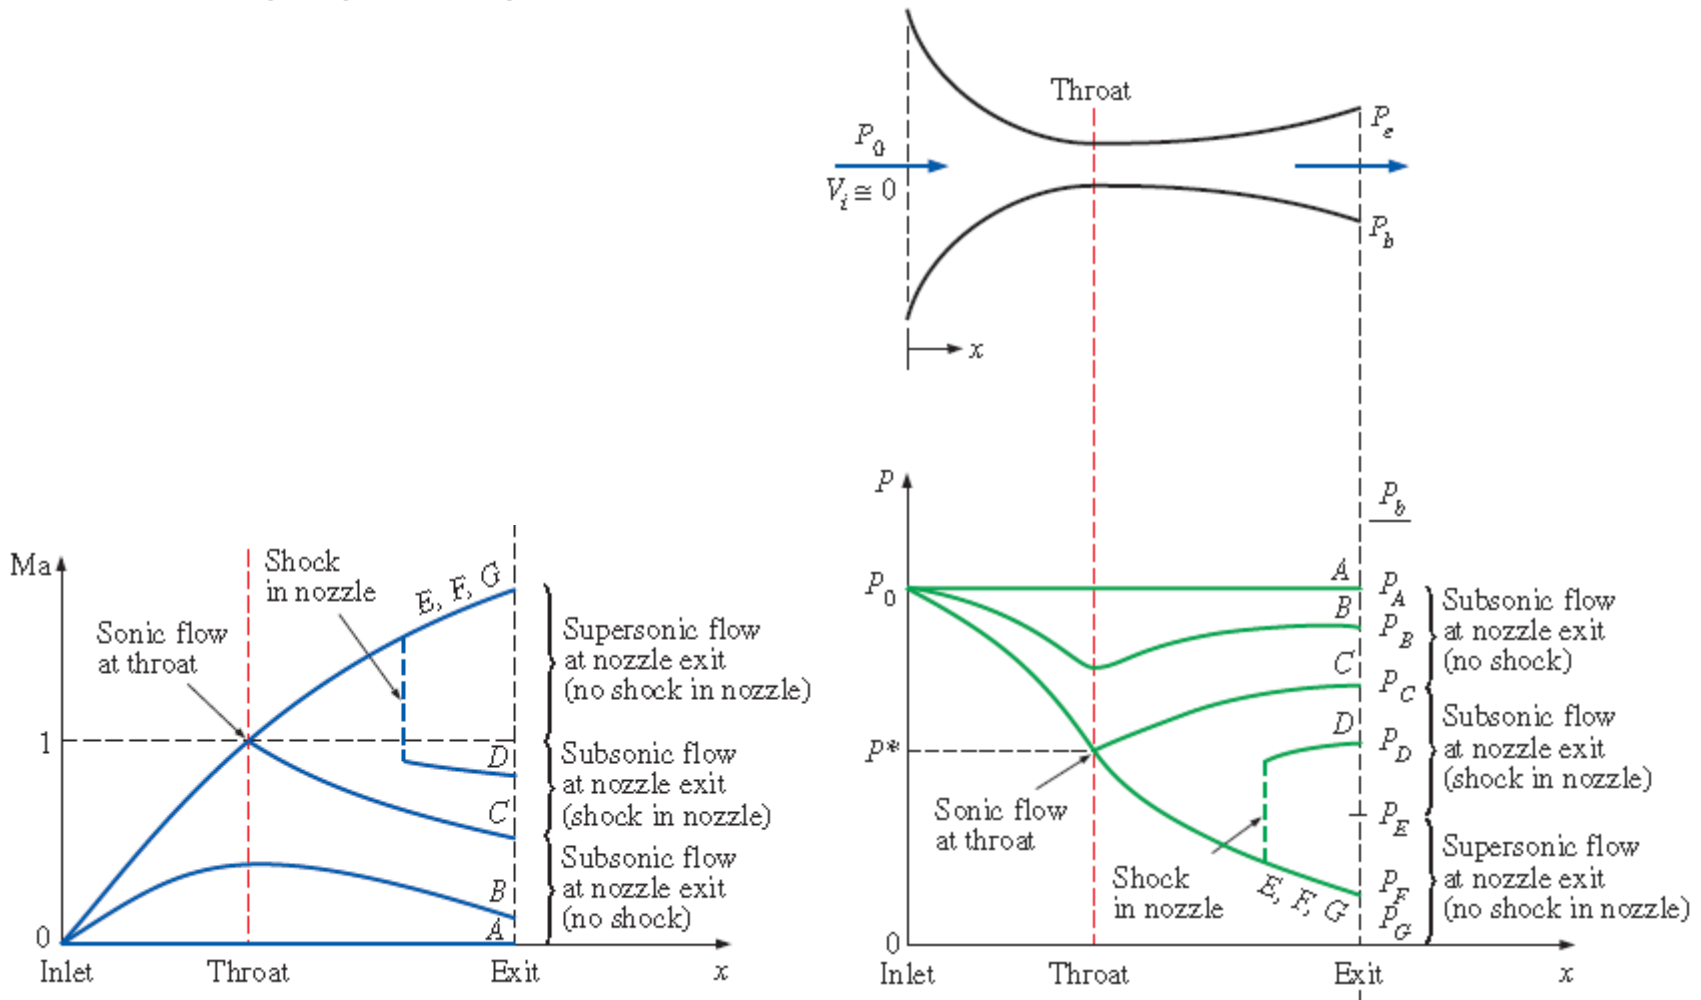 Throat
P0
Vi ≅ 0
Pe
Pb
x
Ma
Shock
in nozzle
E, F, G
Sonic flow
at throat
Supersonic flow
at nozzle exit
(no shock in nozzle)
1
D
Subsonic flow
at nozzle exit
(shock in nozzle)
C
Subsonic flow
at nozzle exit
(no shock)
B
A
0
Inlet
Throat
Exit
x
P
Pb
P0
A
PA
B
PB
Subsonic flow
at nozzle exit
(no shock)
C
PC
D
PD
Subsonic flow
at nozzle exit
(shock in nozzle)
P*
Sonic flow
at throat
PE
Shock
in nozzle
E, F, G
PF
PG
Supersonic flow
at nozzle exit
(no shock in nozzle)
0
Inlet
Throat
Exit
x